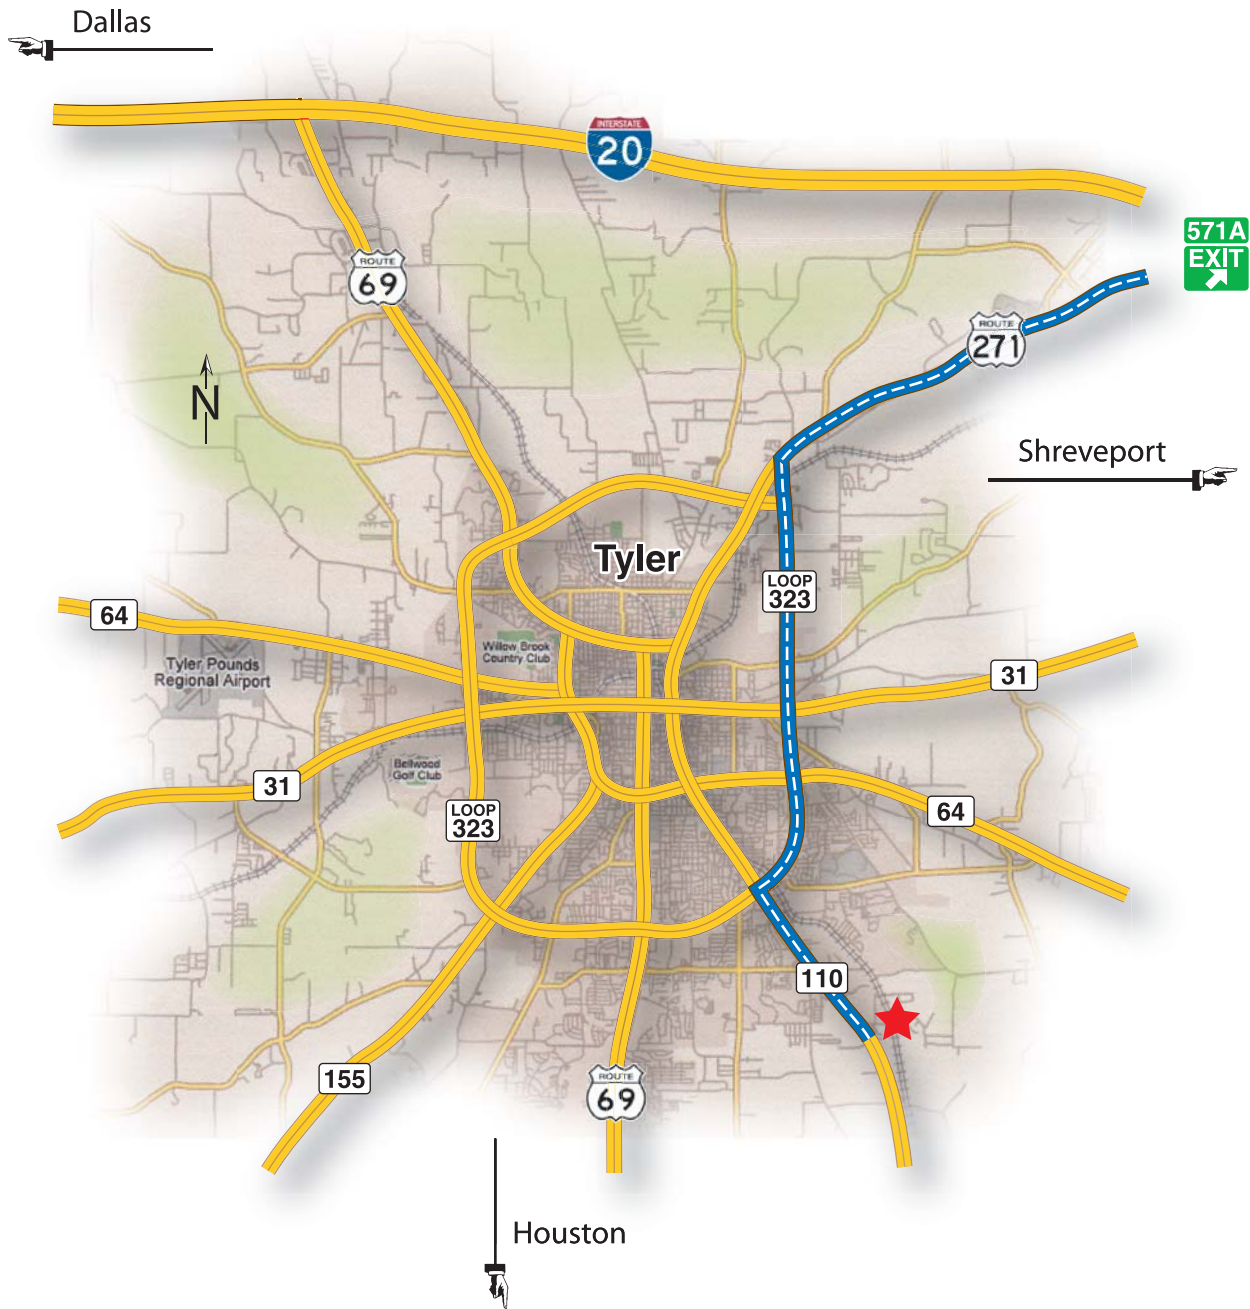 Dallas
INTERSTATE
20
571A
EXIT
ROUTE
69
ROUTE
271
N
Shreveport
Tyler
LOOP
323
64
Willow Brook
Country Club
Tyler Pounds
Regional Airport
31
Bellwood
Golf Club
31
LOOP
323
64
110
155
ROUTE
69
Houston